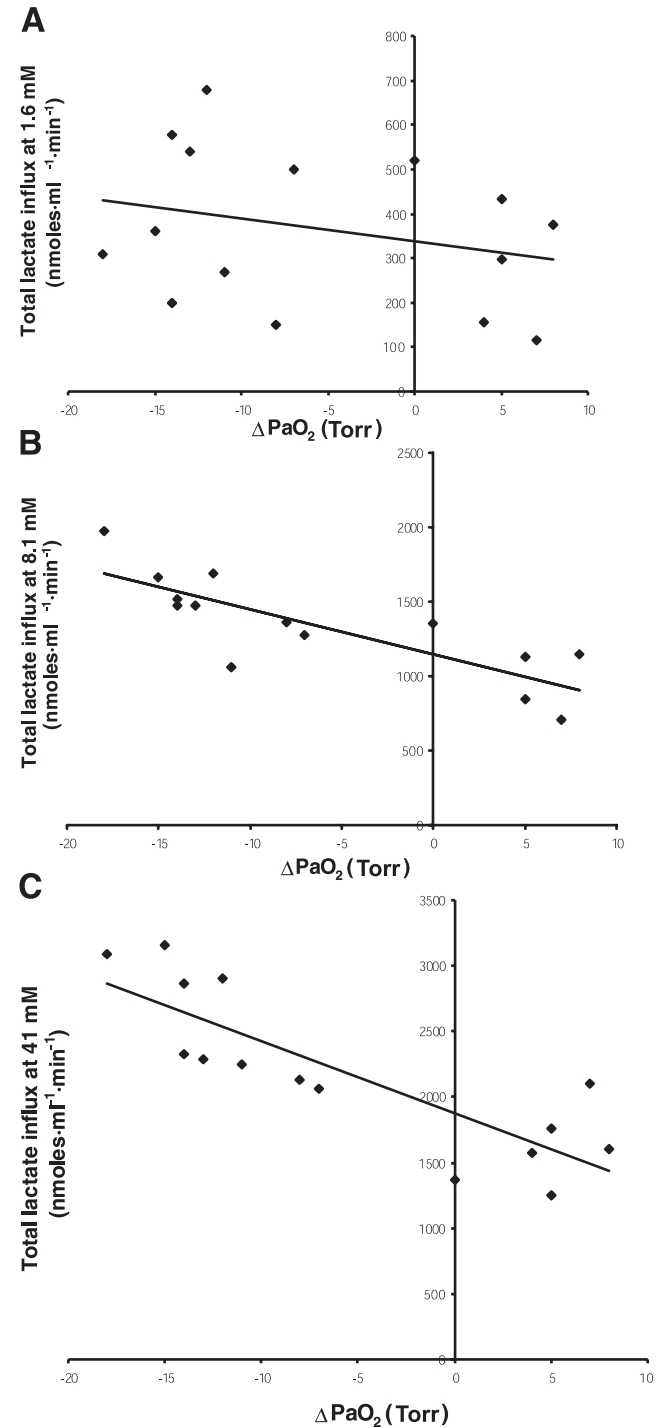 A
Total lactate influx at 1.6 mM
(nmoles·ml ⁻¹·min⁻¹)
800
700
600
500
400
300
200
100
0
-20 -15 -10 -5 0 5 10
ΔPaO₂ (Torr)
B
Total lactate influx at 8.1 mM
(nmoles·ml ⁻¹·min⁻¹)
2500
2000
1500
1000
500
0
-20 -15 -10 -5 0 5 10
ΔPaO₂ (Torr)
C
Total lactate influx at 41 mM
(nmoles·ml⁻¹·min⁻¹)
3500
3000
2500
2000
1500
1000
500
0
-20 -15 -10 -5 0 5 10
ΔPaO₂ (Torr)